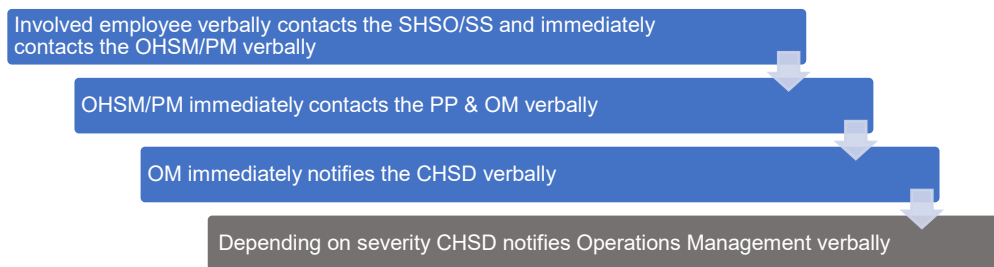 Involved employee verbally contacts the SHSO/SS and immediately
contacts the OHSM/PM verbally
OHSM/PM immediately contacts the PP & OM verbally
OM immediately notifies the CHSD verbally
Depending on severity CHSD notifies Operations Management verbally